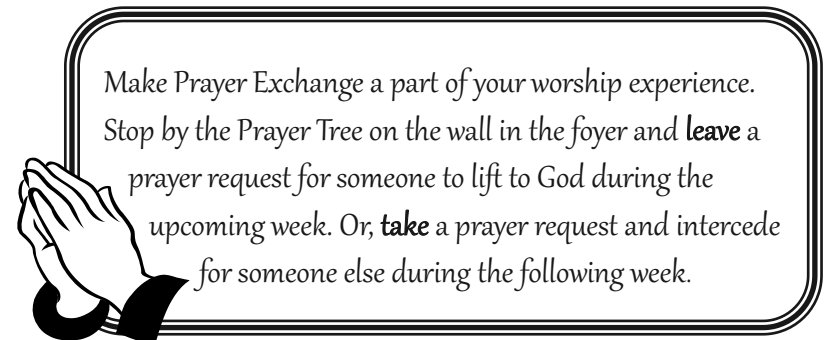 Make Prayer Exchange a part of your worship experience.
Stop by the Prayer Tree on the wall in the foyer and leave a
prayer request for someone to lift to God during the
upcoming week. Or, take a prayer request and intercede
for someone else during the following week.